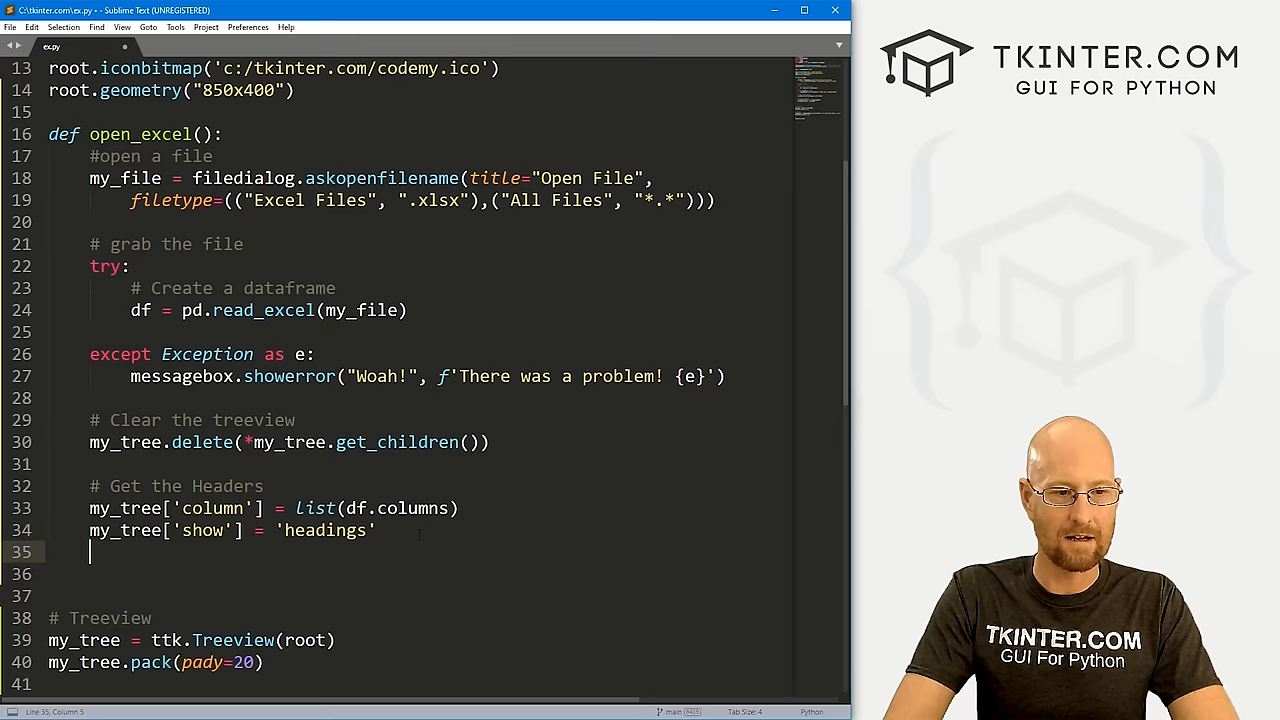 C:\tkinter.com\ex.py • - Sublime Text (UNREGISTERED)
File Edit Selection Find View Goto Tools Project Preferences Help
ex.py
13 root.iconbitmap('c:/tkinter.com/codemy.ico')
14 root.geometry("850x400")
15
16 def open_excel():
17 #open a file
18 my_file = filedialog.askopenfilename(title="Open File",
19 filetype=(("Excel Files", ".xlsx"),("All Files", "*.*")))
20
21 # grab the file
22 try:
23 # Create a dataframe
24 df = pd.read_excel(my_file)
25
26 except Exception as e:
27 messagebox.showerror("Woah!", f'There was a problem! {e}')
28
29 # Clear the treeview
30 my_tree.delete(*my_tree.get_children())
31
32 # Get the Headers
33 my_tree['column'] = list(df.columns)
34 my_tree['show'] = 'headings'
35
36
37
38 # Treeview
39 my_tree = ttk.Treeview(root)
40 my_tree.pack(pady=20)
41
Line 35, Column 5
main
Tab Size: 4
Python
TKINTER.COM
GUI FOR PYTHON
TKINTER.COM
GUI For Python